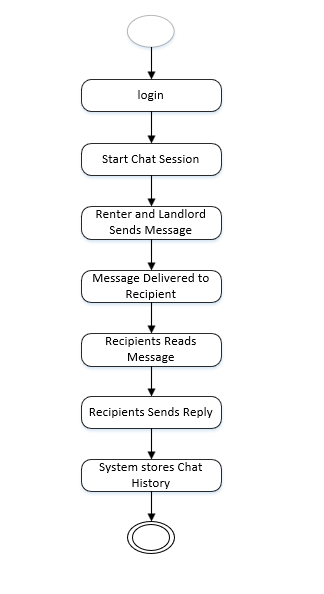 login
Start Chat Session
Renter and Landlord
Sends Message
Message Delivered to
Recipient
Recipients Reads
Message
Recipients Sends Reply
System stores Chat
History